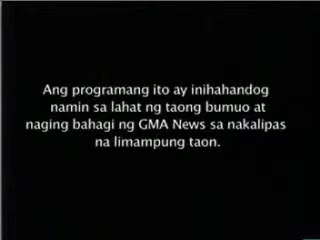 Ang programang ito ay inihahandog
namin sa lahat ng taong bumuo at
naging bahagi ng GMA News sa nakalipas
na limampung taon.